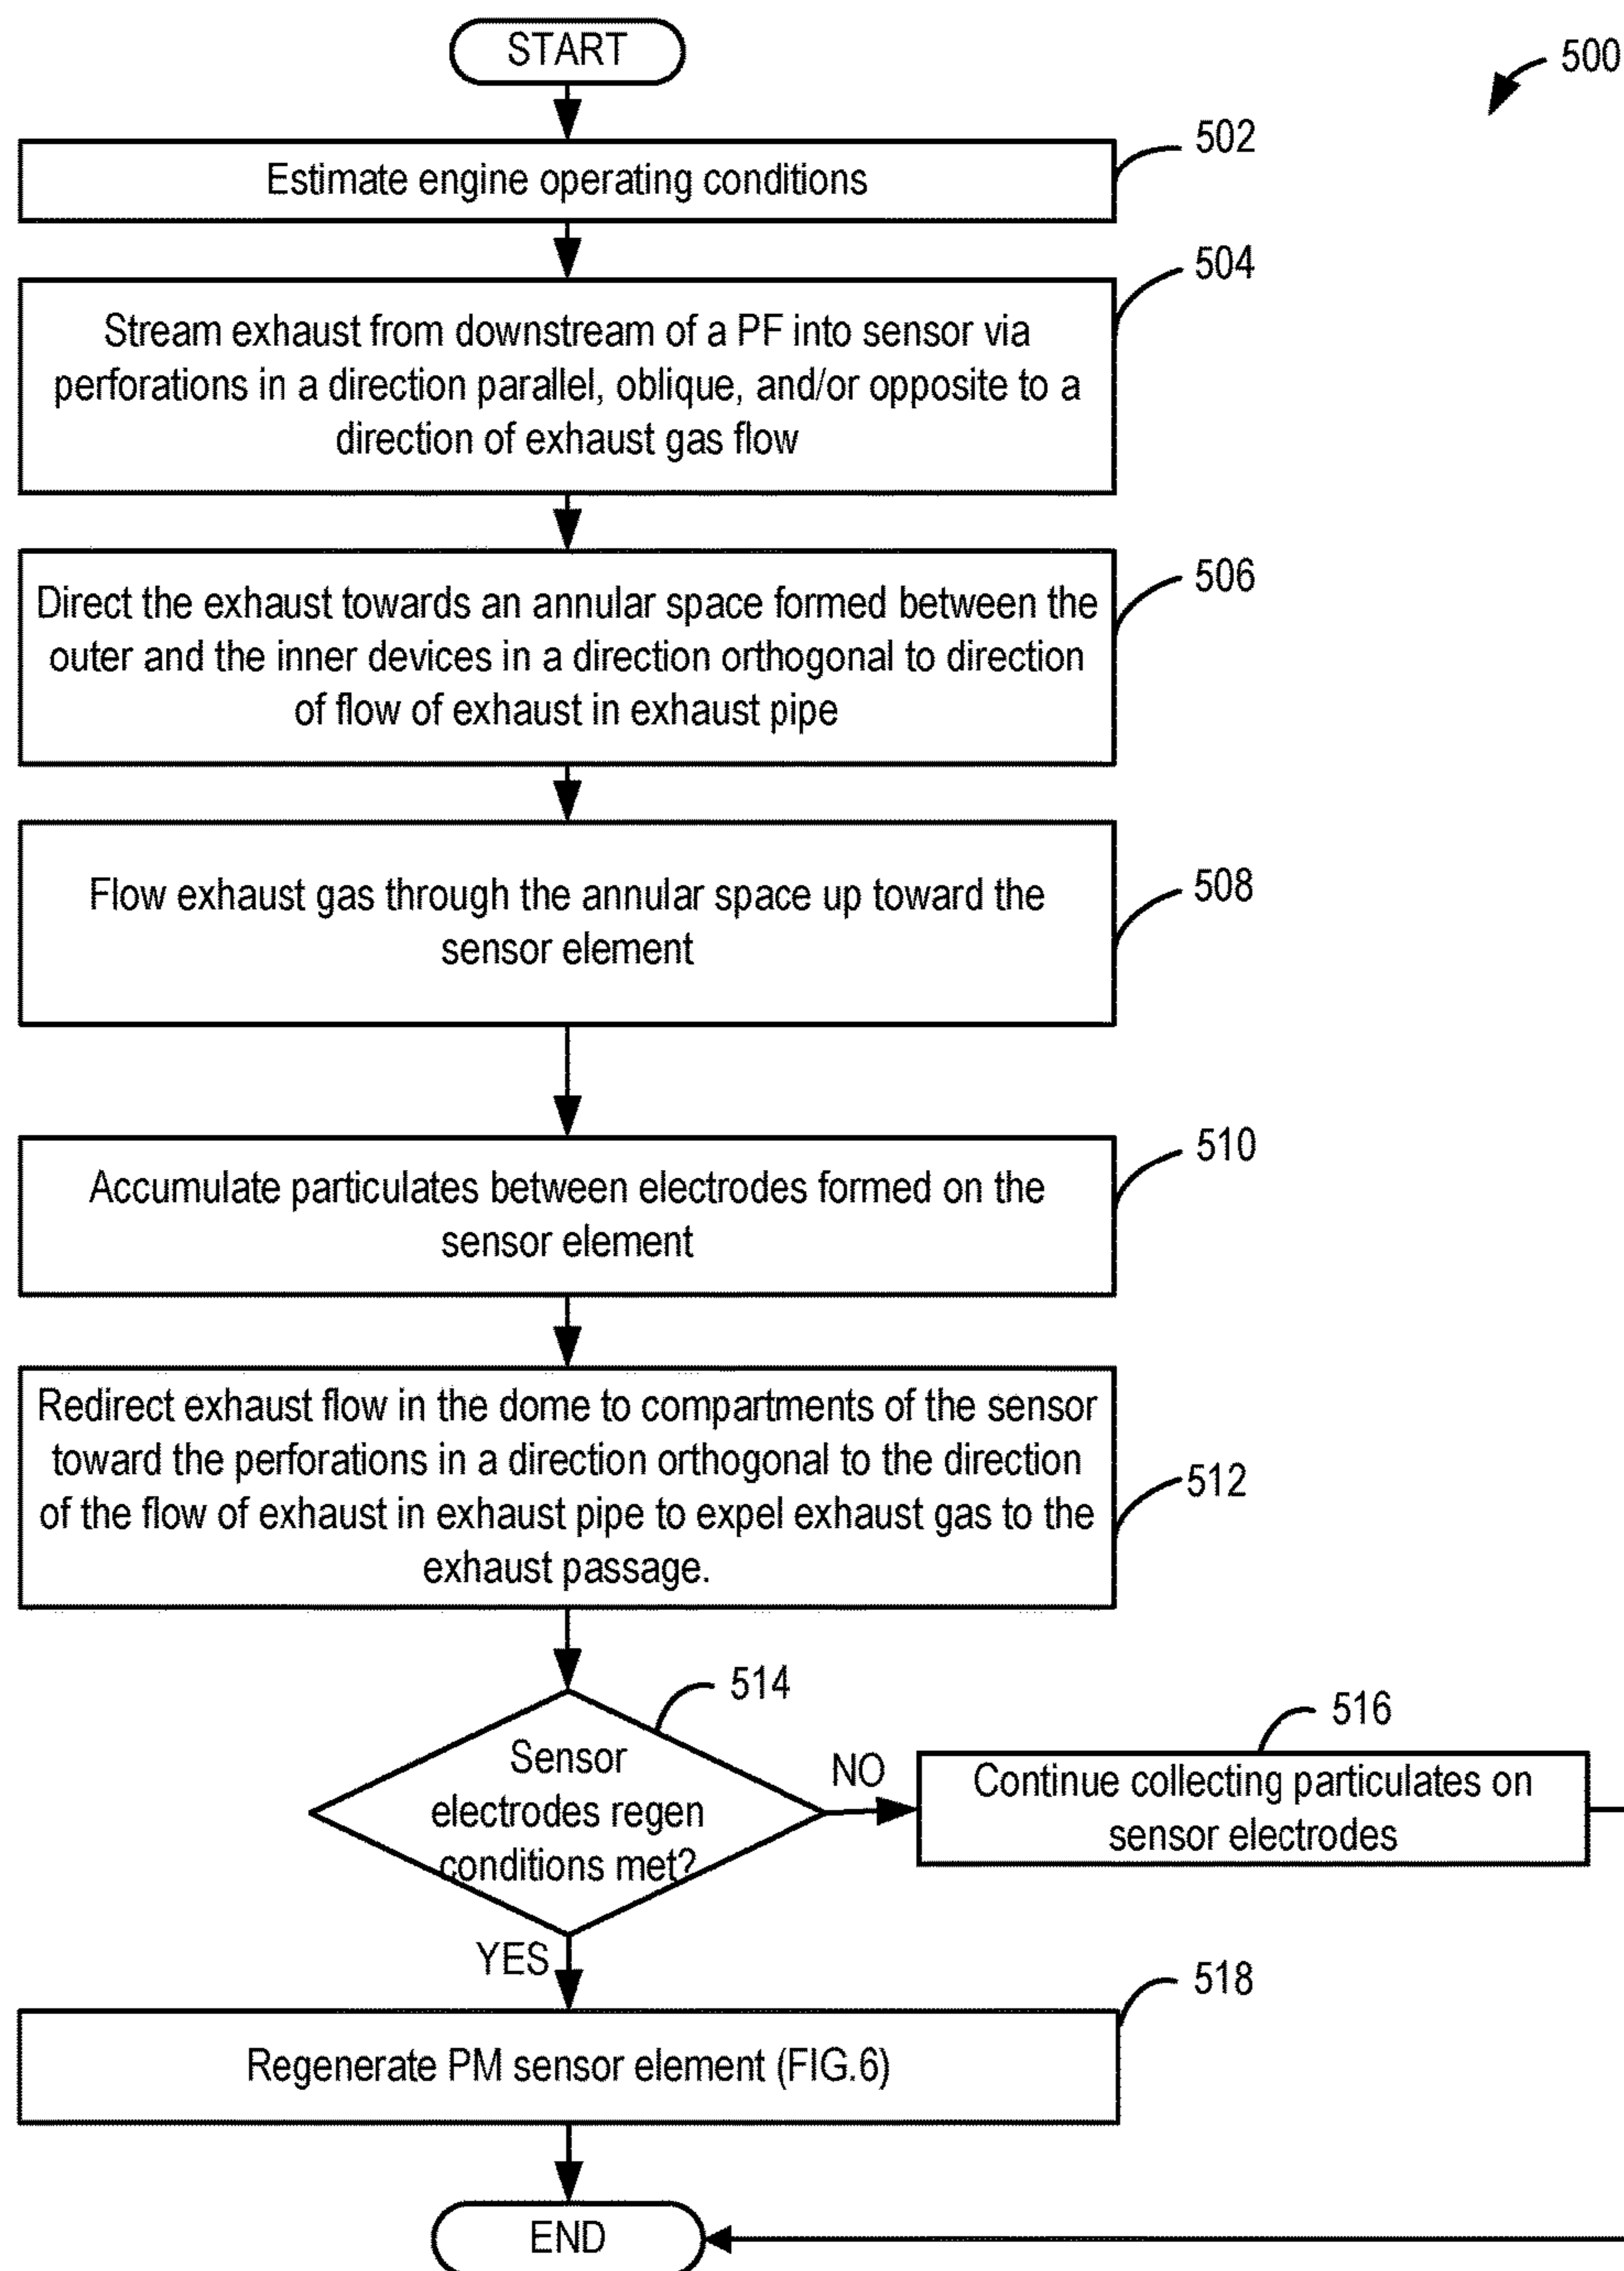 START
500
502
Estimate engine operating conditions
504
Stream exhaust from downstream of a PF into sensor via
perforations in a direction parallel, oblique, and/or opposite to a
direction of exhaust gas flow
506
Direct the exhaust towards an annular space formed between the
outer and the inner devices in a direction orthogonal to direction
of flow of exhaust in exhaust pipe
508
Flow exhaust gas through the annular space up toward the
sensor element
510
Accumulate particulates between electrodes formed on the
sensor element
Redirect exhaust flow in the dome to compartments of the sensor
toward the perforations in a direction orthogonal to the direction
of the flow of exhaust in exhaust pipe to expel exhaust gas to the
exhaust passage.
512
514
Sensor
electrodes regen
conditions met?
NO
516
Continue collecting particulates on
sensor electrodes
YES
518
Regenerate PM sensor element (FIG.6)
END